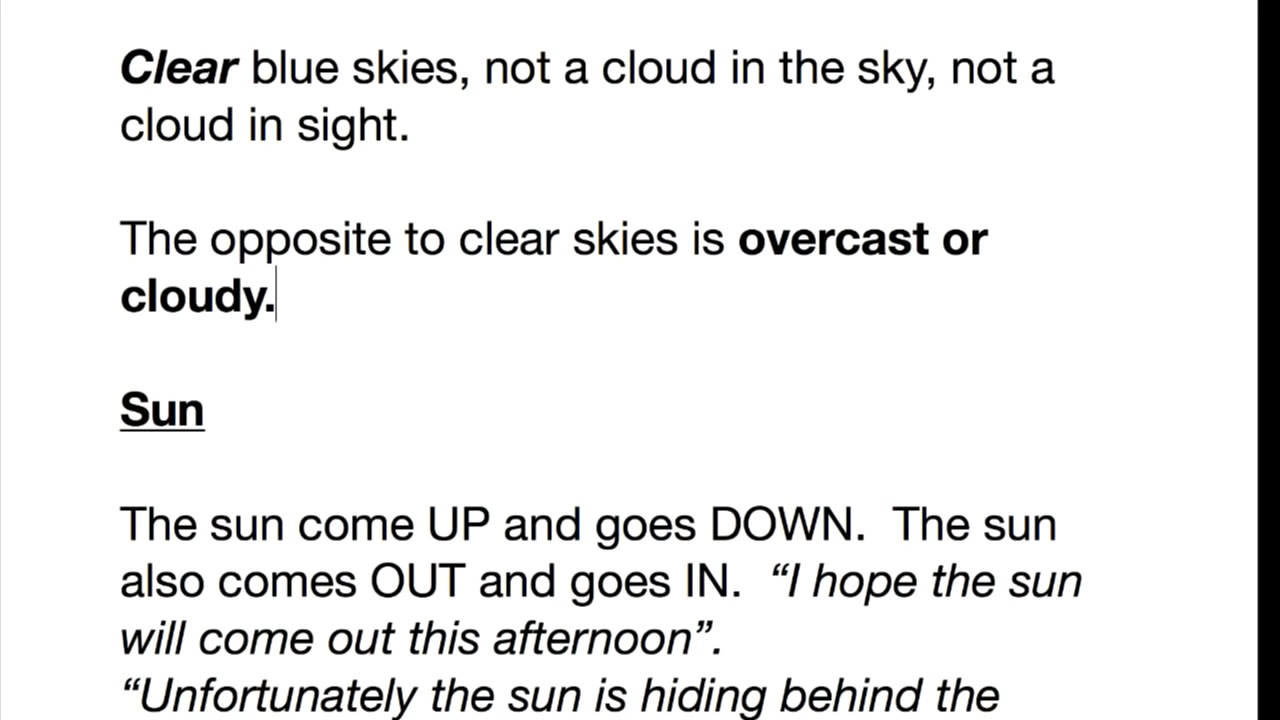 Clear blue skies, not a cloud in the sky, not a
cloud in sight.
The opposite to clear skies is overcast or
cloudy.
Sun
The sun come UP and goes DOWN.  The sun
also comes OUT and goes IN.  “I hope the sun
will come out this afternoon”.
“Unfortunately the sun is hiding behind the